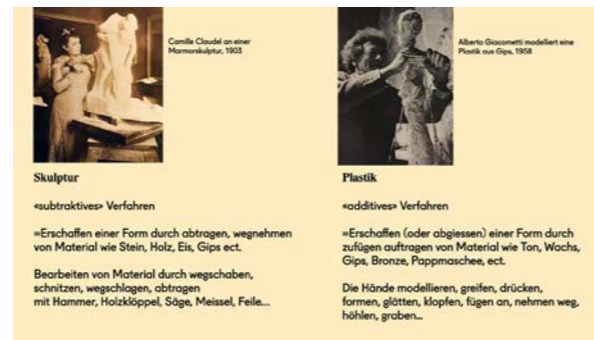 Camille Claudel an einer
Marmorskulptur, 1903
Alberto Giacometti modelliert eine
Plastik aus Gips, 1958
Skulptur
«subtraktives» Verfahren
=Erschaffen einer Form durch abtragen, wegnehmen
von Material wie Stein, Holz, Eis, Gips ect.
Bearbeiten von Material durch wegschaben,
schnitzen, wegschlagen, abtragen
mit Hammer, Holzklöppel, Säge, Meissel, Feile...
Plastik
«additives» Verfahren
=Erschaffen (oder abgiessen) einer Form durch
zufügen auftragen von Material wie Ton, Wachs,
Gips, Bronze, Pappmaschee, ect.
Die Hände modellieren, greifen, drücken,
formen, glätten, klopfen, fügen an, nehmen weg,
höhlen, graben...